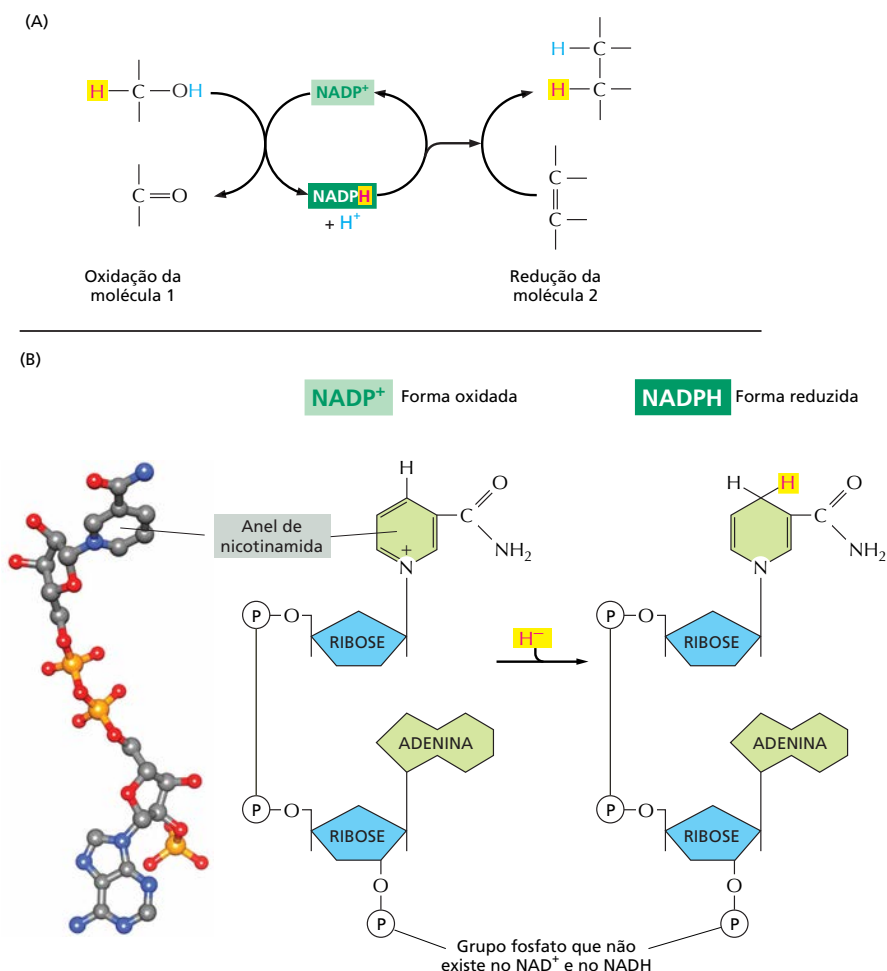 (A)
H—C—OH
NADP⁺
H—C—
H—C—
C=O
NADPH
+ H⁺
C—
C—
Oxidação da
molécula 1
Redução da
molécula 2
(B)
NADP⁺ Forma oxidada
NADPH Forma reduzida
Anel de
nicotinamida
H
O
C
NH₂
+
N
H H
O
C
NH₂
N
P—O
RIBOSE
H⁻
P—O
RIBOSE
ADENINA
ADENINA
P—O
RIBOSE
P—O
RIBOSE
O
P
O
P
Grupo fosfato que não
existe no NAD⁺ e no NADH